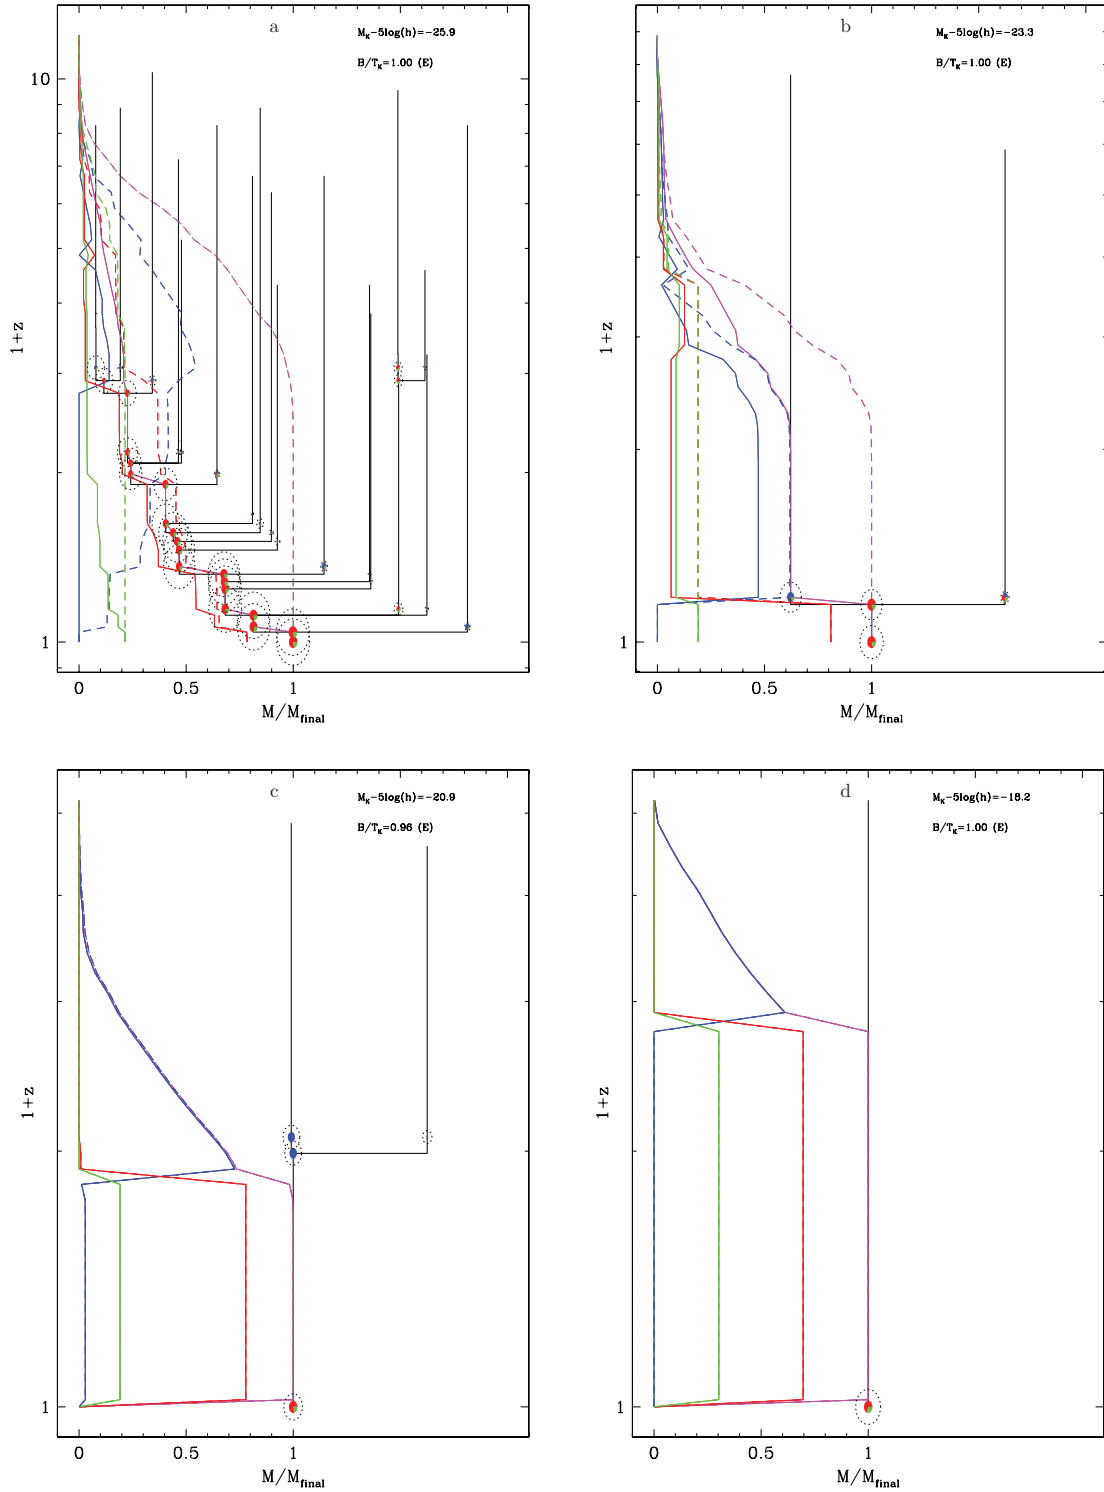 a
M_K−5log(h)=−25.9
B/T_K=1.00 (E)
10
1+z
1
0 0.5 1
M/M_final
b
M_K−5log(h)=−23.3
B/T_K=1.00 (E)
1+z
1
0 0.5 1
M/M_final
c
M_K−5log(h)=−20.9
B/T_K=0.96 (E)
1+z
1
0 0.5 1
M/M_final
d
M_K−5log(h)=−18.2
B/T_K=1.00 (E)
1+z
1
0 0.5 1
M/M_final